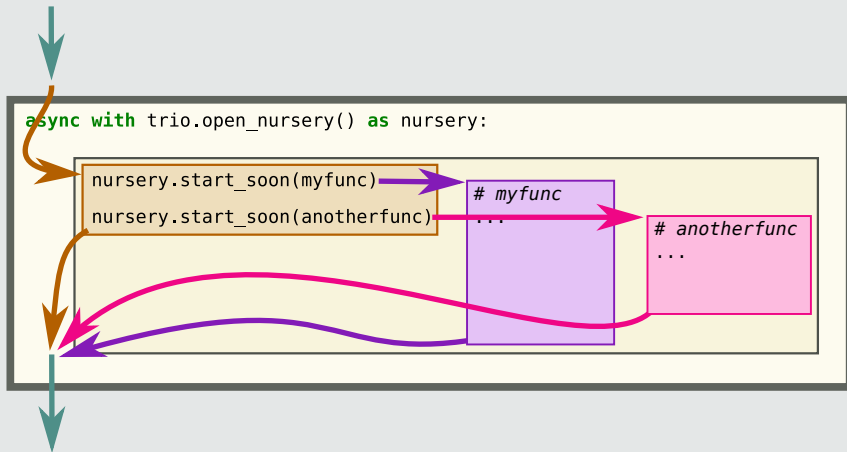 async with trio.open_nursery() as nursery:
nursery.start_soon(myfunc)
nursery.start_soon(anotherfunc)
# myfunc
...
# anotherfunc
...